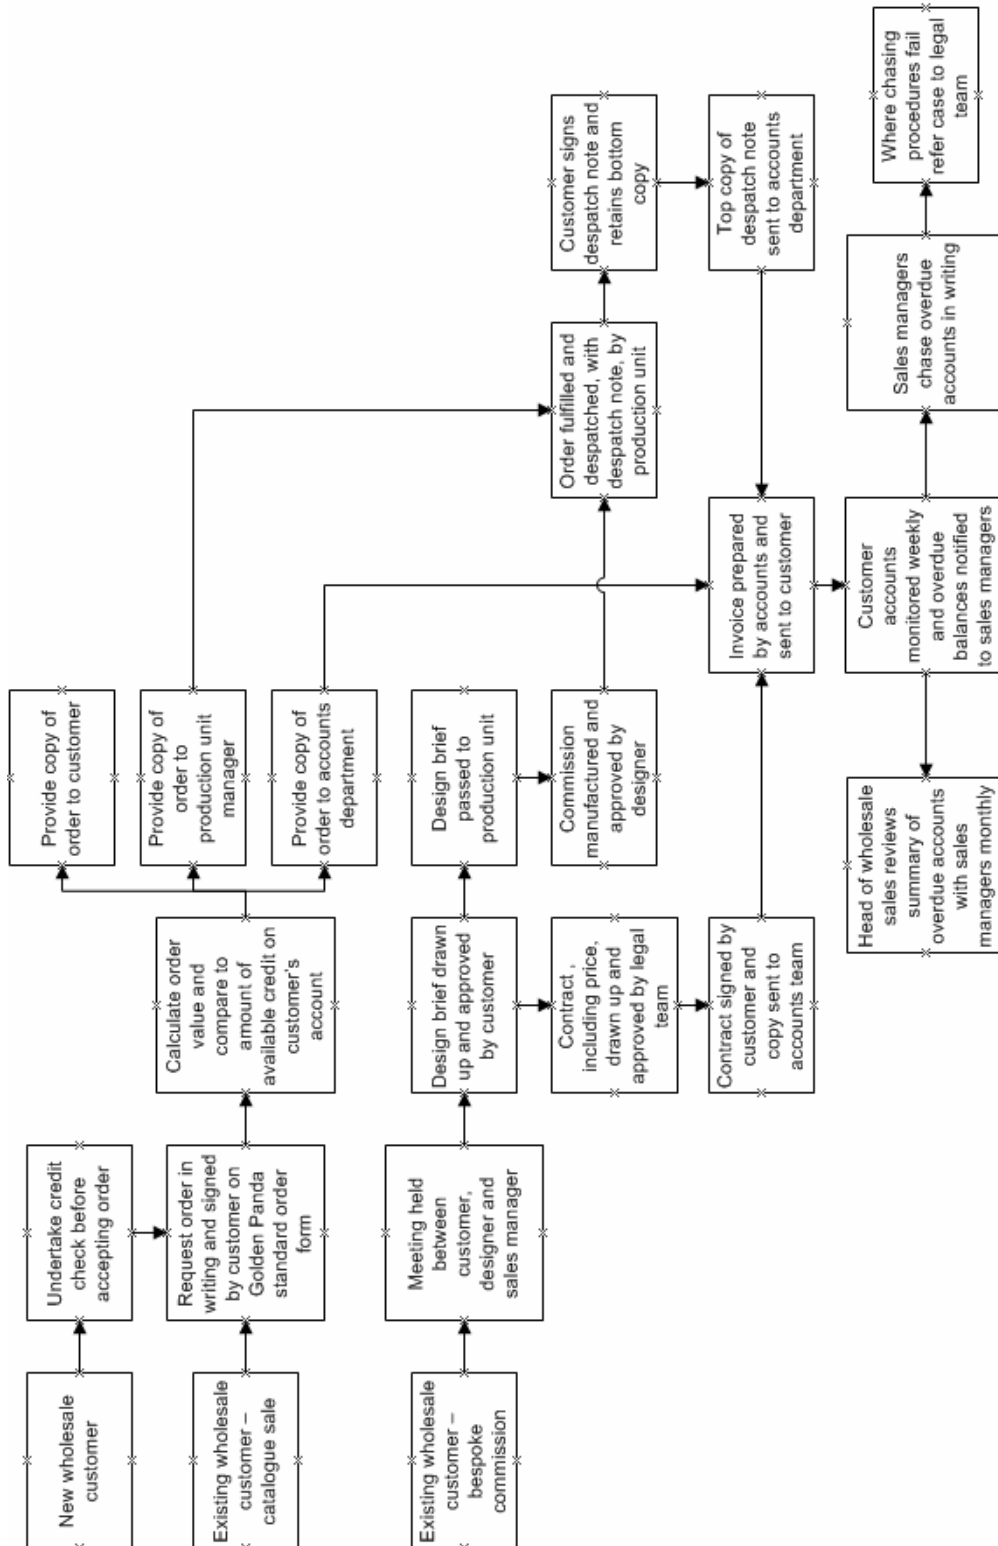 New wholesale
customer
Undertake credit
check before
accepting order
Existing wholesale
customer –
catalogue sale
Request order in
writing and signed
by customer on
Golden Panda
standard order
form
Calculate order
value and
compare to
amount of
available credit on
customer's
account
Provide copy of
order to customer
Provide copy of
order to
production unit
manager
Provide copy of
order to accounts
department
Existing wholesale
customer –
bespoke
commission
Meeting held
between
customer,
designer and
sales manager
Design brief drawn
up and approved
by customer
Design brief
passed to
production unit
Contract ,
including price,
drawn up and
approved by legal
team
Commission
manufactured and
approved by
designer
Order fulfilled and
despatched, with
despatch note, by
production unit
Customer signs
despatch note and
retains bottom
copy
Contract signed by
customer and
copy sent to
accounts team
Invoice prepared
by accounts and
sent to customer
Top copy of
despatch note
sent to accounts
department
Head of wholesale
sales reviews
summary of
overdue accounts
with sales
managers monthly
Customer
accounts
monitored weekly
and overdue
balances notified
to sales managers
Sales managers
chase overdue
accounts in writing
Where chasing
procedures fail
refer case to legal
team